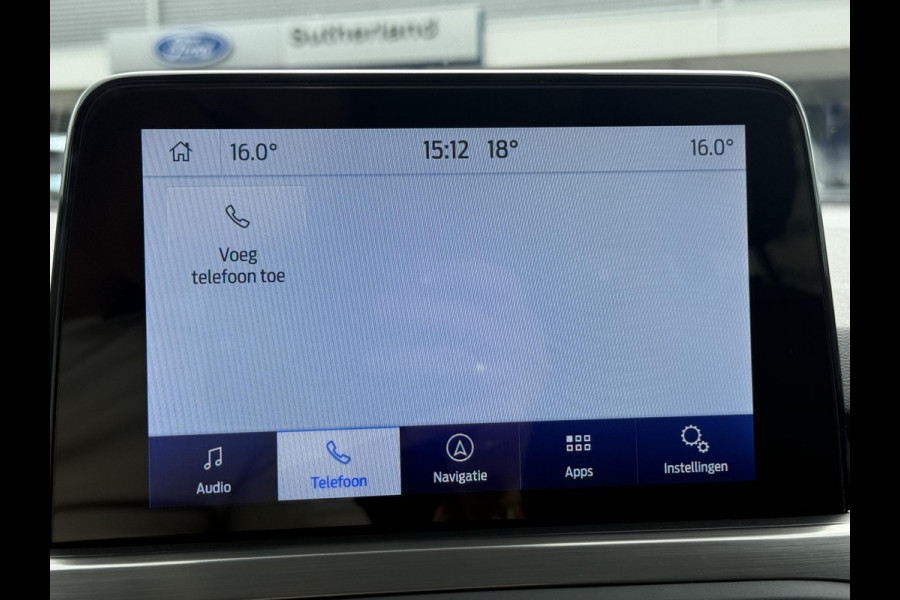 Ford
Sutherland
16.0° 15:12 18° 16.0°
Voeg
telefoon toe
Audio Telefoon Navigatie Apps Instellingen